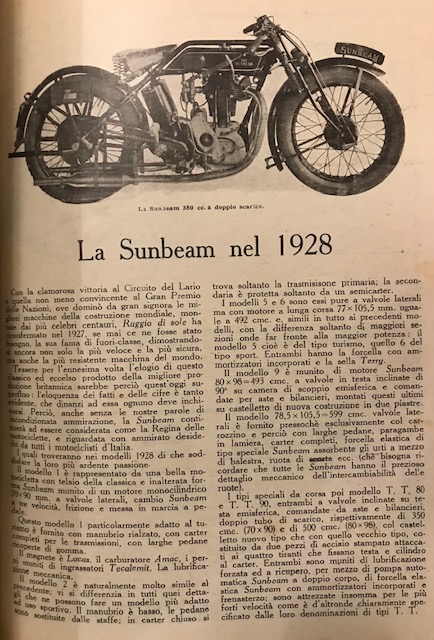 SUNBEAM
La Sunbeam 350 cc. a doppio scarico.
La Sunbeam nel 1928
Con la clamorosa vittoria al Circuito del Lario
e quella non meno convincente al Gran Premio
delle Nazioni, ove dominò da gran signora le mi-
gliori macchine della costruzione mondiale, mon-
tate dai più celebri centauri, Raggio di sole ha
riconfermato nel 1927, se mai ce ne fosse stato
bisogno, la sua fama di fuori-classe, dimostrando-
si ancora non solo la più veloce e la più sicura,
ma anche la più resistente macchina del mondo.
Tessere per l'ennesima volta l'elogio di questo
classico ed eccelso prodotto della migliore pro-
duzione britannica sarebbe perciò quest'oggi su-
perfluo: l'eloquenza dei fatti e delle cifre è tanto
evidente, che dinanzi ad essa ognuno deve inchi-
narsi. Perciò, anche senza le nostre parole di
incondizionata ammirazione, la Sunbeam conti-
nuerà ad essere considerata come la Regina delle
motociclette, e riguardata con ammirato deside-
rio da tutti i motociclisti d'Italia.
Quali troveranno nei modelli 1928 di che sod-
disfare la loro più ardente passione.
Il modello 1 è rappresentato da una bella mo-
tocicletta con telaio della classica e inalterata for-
ma Sunbeam munito di un motore monocilindrico
(70×90 mm. a valvole laterali, cambio Sunbeam
a tre velocità, frizione e messa in marcia a pe-
dale.
Questo modello 1 particolarmente adatto al tu-
rismo è fornito con manubrio rialzato, con carter
completi per le trasmissioni, con larghe pedane
ricoperte di gomma.
Il magnete è Lucas, il carburatore Amac, i per-
ni muniti di ingrassatori Tecalemit. La lubrifica-
zione meccanica.
Il modello 2 è naturalmente molto simile al
precedente; vi si differenzia in tutti quei detta-
gli che ne possono fare un modello più adatto
ad uso sportivo. Il manubrio è basso, le pedane
sono sostituite dalle staffe; in carter chiuso si
trova soltanto la trasmisisone primaria; la secon-
daria è protetta soltanto da un semicarter.
I modelli 5 e 6 sono essi pure a valvole laterali
ma con motore a lunga corsa 77×105,5 mm. ugua-
le a 492 cmc. e, simili in tutto ai precedenti mo-
delli, con la differenza soltanto di maggiori se-
zioni onde far fronte alla maggior potenza: il
modello 5 cioè è del tipo turismo, quello 6 del
tipo sport. Entrambi hanno la forcella con am-
mortizzatori incorporati e la sella Terry.
Il modello 9 è munito di motore Sunbeam
80×98=493 cmc. a valvole in testa inclinate di
90° su camera di scoppio emisferica e coman-
date per aste e bilancieri, montati questi ultimi
su castelletto di nuova costruzione in due piastre.
Il modello 78,5×105,5=599 cmc. valvole late-
rali è fornito pressochè esclusivamente col car-
rozzino e perciò con larghe pedane, paragambe
in lamiera, carter completi, forcella elastica di
tipo speciale Sunbeam assorbente gli urti a mezzo
di balestra, ruota di scorta ecc. (chè bisogna ri-
cordare che tutte le Sunbeam hanno il prezioso
dettaglio meccanico dell'intercambiabilità delle
ruote).
I tipi speciali da corsa poi modello T. T. 80
e T. T. 90, entrambi a valvole inclinate su te-
sta emisferica, comandate da aste e bilancieri, a
doppio tubo di scarico, rispettivamente di 350
cmc. (70×90) e di 500 cmc. (80×98), col castel-
letto nuovo tipo che con quello vecchio tipo, co-
stituito da due pezzi di acciaio stampato attacca-
ti ai quattro tiranti che fissano testa e cilindro
al carter. Entrambi sono muniti di lubrificazione
forzata ed a ricupero, per mezzo di pompa auto-
matica Sunbeam a doppio corpo, di forcella ela-
stica Sunbeam con ammortizzatori incorporati e
frenasterzo; sono attrezzate insomma per le più
forti velocità come è d'altronde chiaramente spe-
cificato dalle loro denominazioni di tipi T. T.